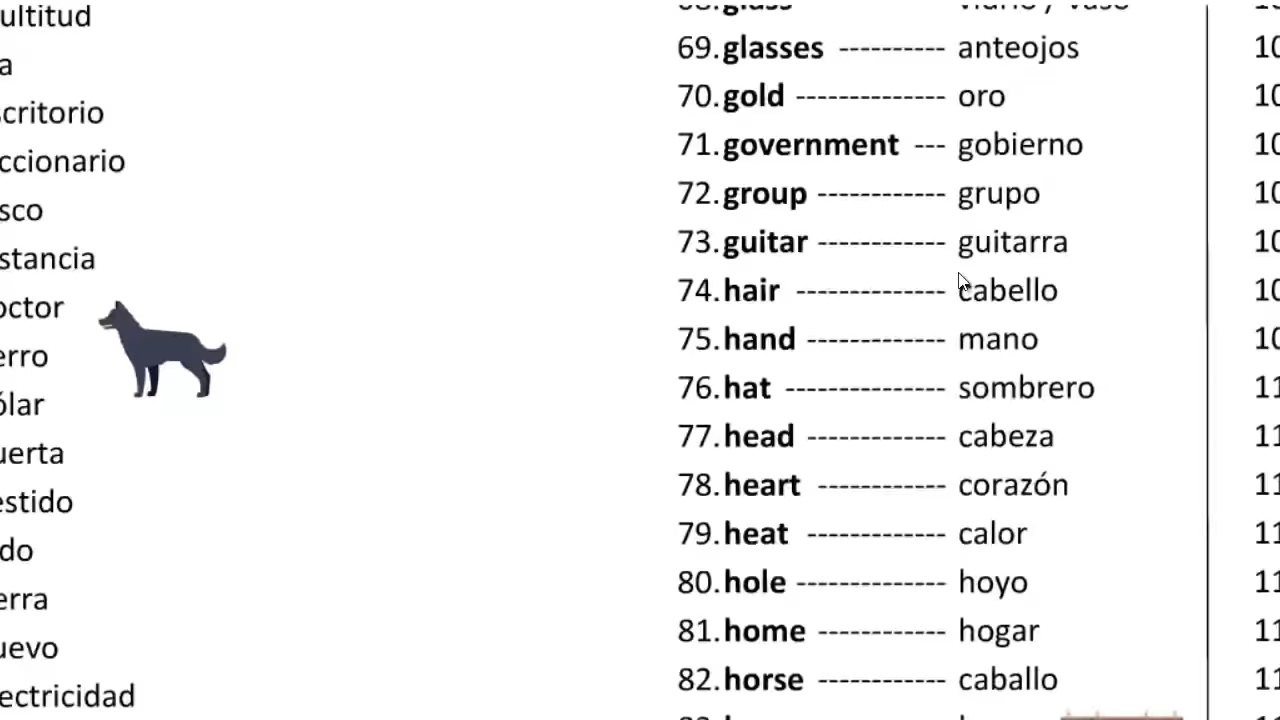 ultitud
a
scritorio
ccionario
sco
stancia
octor
erro
ólar
uerta
estido
do
erra
uevo
ectricidad
69. glasses ---------- anteojos
70. gold -------------- oro
71. government --- gobierno
72. group ------------ grupo
73. guitar ------------ guitarra
74. hair -------------- cabello
75. hand ------------- mano
76. hat --------------- sombrero
77. head ------------- cabeza
78. heart ------------ corazón
79. heat ------------- calor
80. hole -------------- hoyo
81. home ------------ hogar
82. horse ------------ caballo